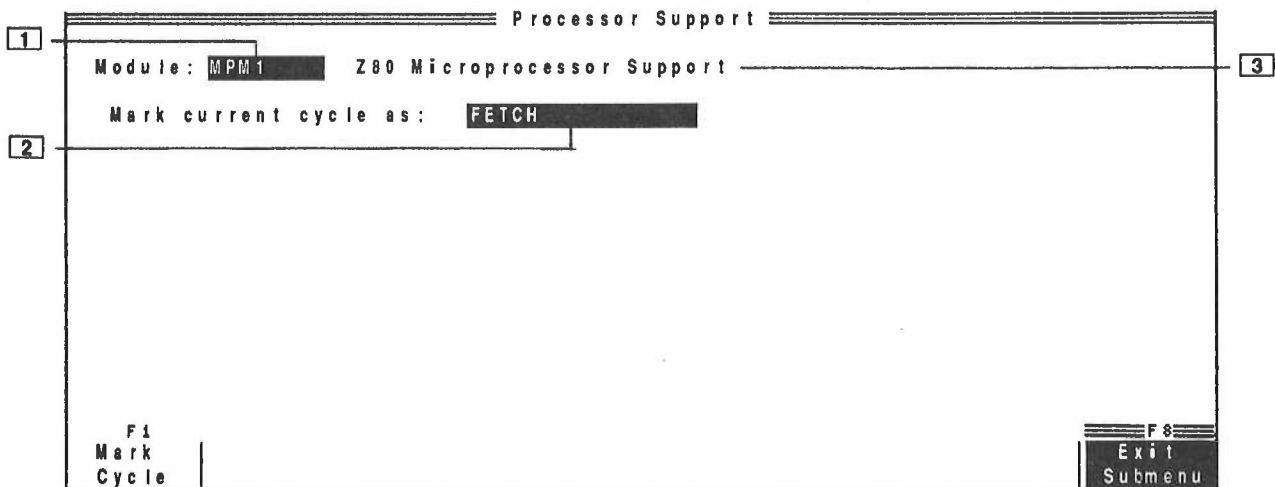 Processor Support
1
Module: MPM1 Z80 Microprocessor Support
3
Mark current cycle as: FETCH
2
F1
Mark
Cycle
F8
Exit
Submenu